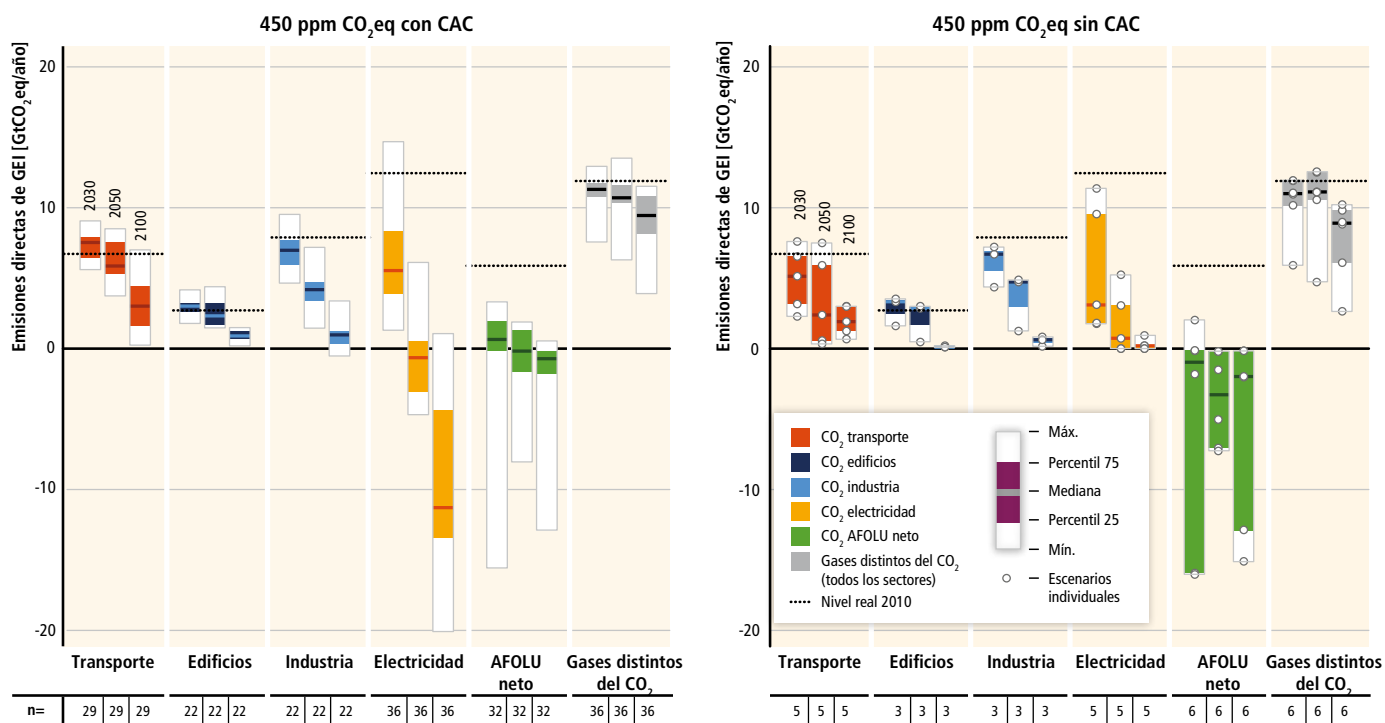 450 ppm CO2eq con CAC
Emisiones directas de GEI [GtCO2eq/año]
20
10
0
-10
-20
2030
2050
2100
Transporte
Edificios
Industria
Electricidad
AFOLU neto
Gases distintos del CO2
n= 29 29 29 22 22 22 22 22 22 36 36 36 32 32 32 36 36 36
450 ppm CO2eq sin CAC
Emisiones directas de GEI [GtCO2eq/año]
20
10
0
-10
-20
2030
2050
2100
CO2 transporte
CO2 edificios
CO2 industria
CO2 electricidad
CO2 AFOLU neto
Gases distintos del CO2
(todos los sectores)
Nivel real 2010
Máx.
Percentil 75
Mediana
Percentil 25
Mín.
Escenarios
individuales
Transporte
Edificios
Industria
Electricidad
AFOLU neto
Gases distintos del CO2
5 5 5 3 3 3 3 3 3 5 5 5 6 6 6 6 6 6